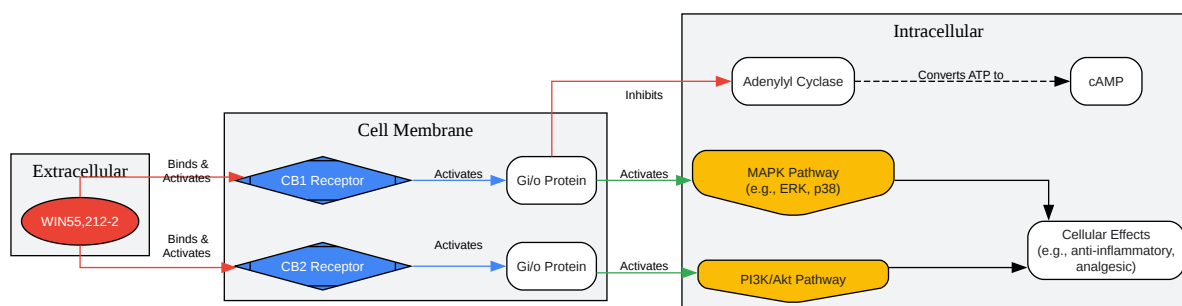 Intracellular
Adenylyl Cyclase
Converts ATP to
cAMP
Inhibits
Cell Membrane
Extracellular
Binds &
Activates
CB1 Receptor
Activates
Gi/o Protein
Activates
MAPK Pathway
(e.g., ERK, p38)
WIN55,212-2
Binds &
Activates
CB2 Receptor
Activates
Gi/o Protein
Activates
PI3K/Akt Pathway
Cellular Effects
(e.g., anti-inflammatory,
analgesic)